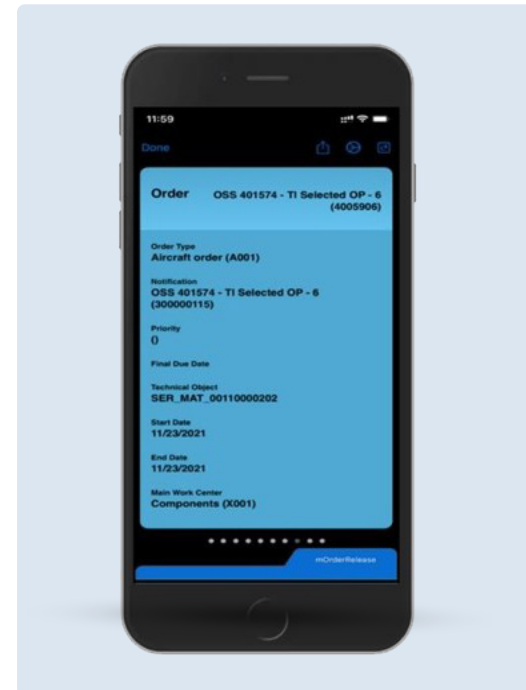 11:59
Done
Order
OSS 401574 - TI Selected OP - 6
(4005906)
Order Type
Aircraft order (A001)
Notification
OSS 401574 - TI Selected OP - 6
(300000115)
Priority
()
Final Due Date
Technical Object
SER_MAT_00110000202
Start Date
11/23/2021
End Date
11/23/2021
Main Work Center
Components (X001)
mOrderRelease